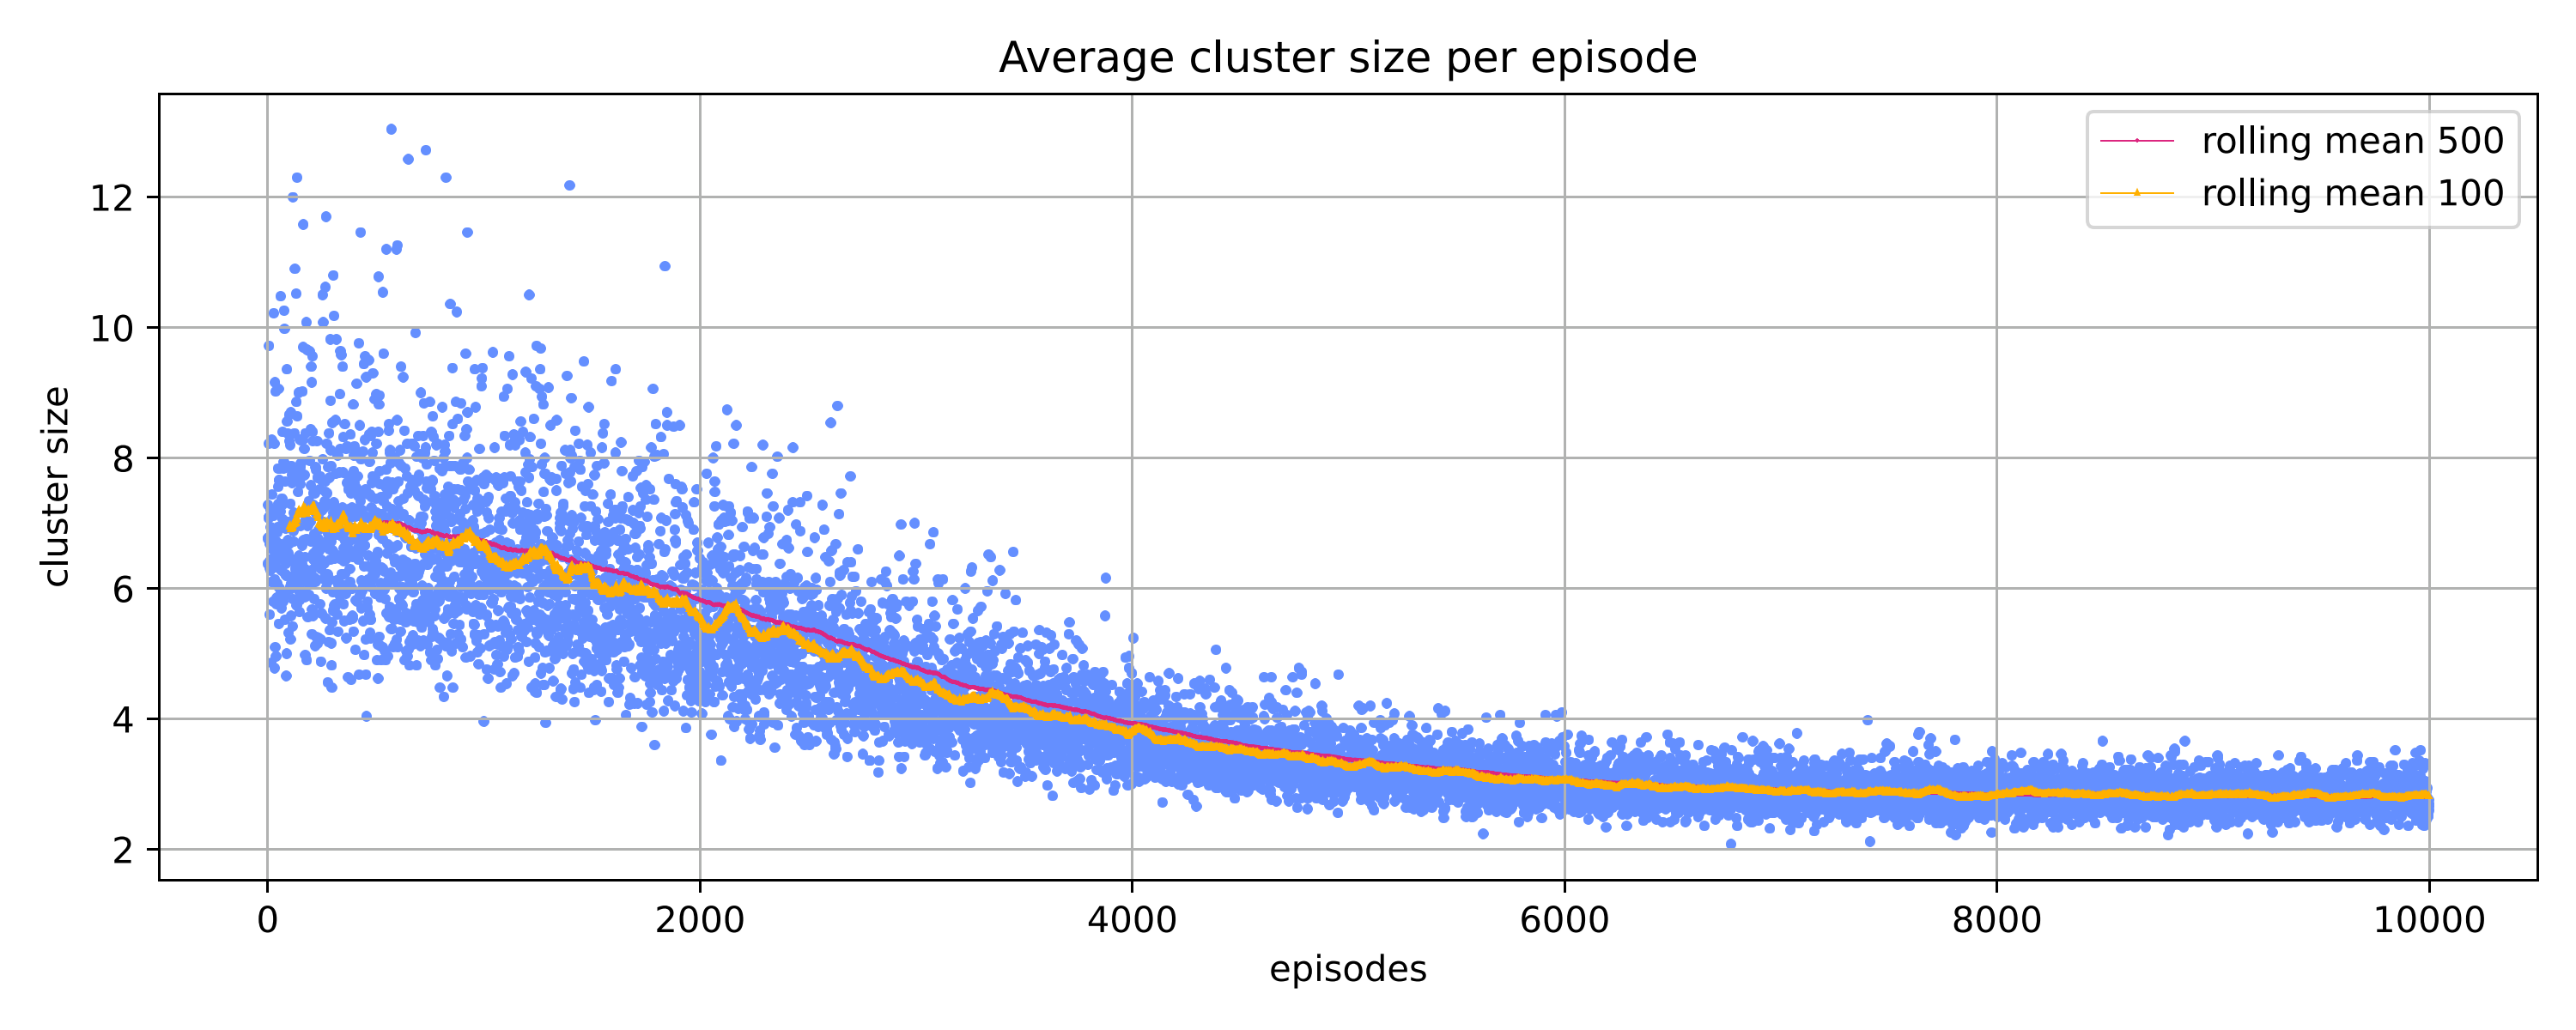 Average cluster size per episode
rolling mean 500
rolling mean 100
cluster size
12
10
8
6
4
2
0 2000 4000 6000 8000 10000
episodes